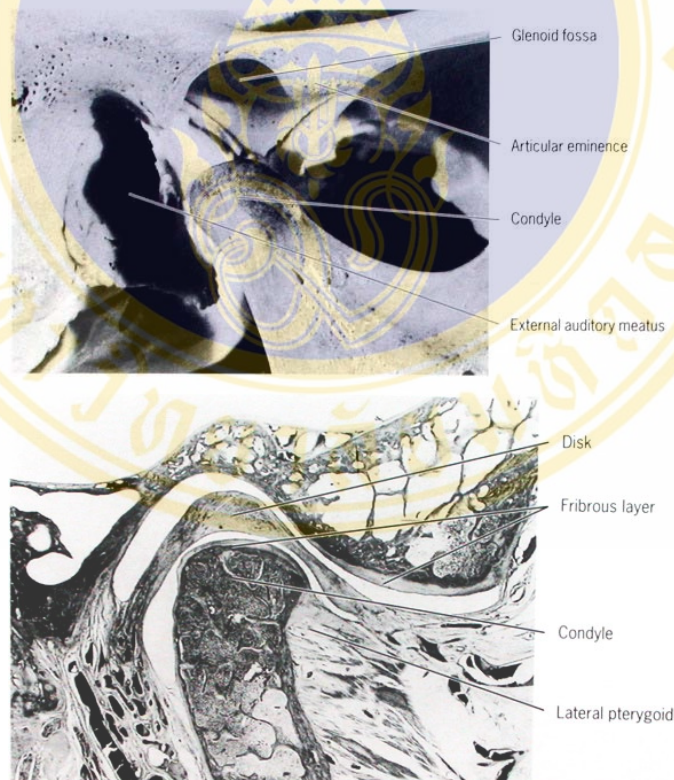 Glenoid fossa
Articular eminence
Condyle
External auditory meatus
Disk
Fribrous layer
Condyle
Lateral pterygoid